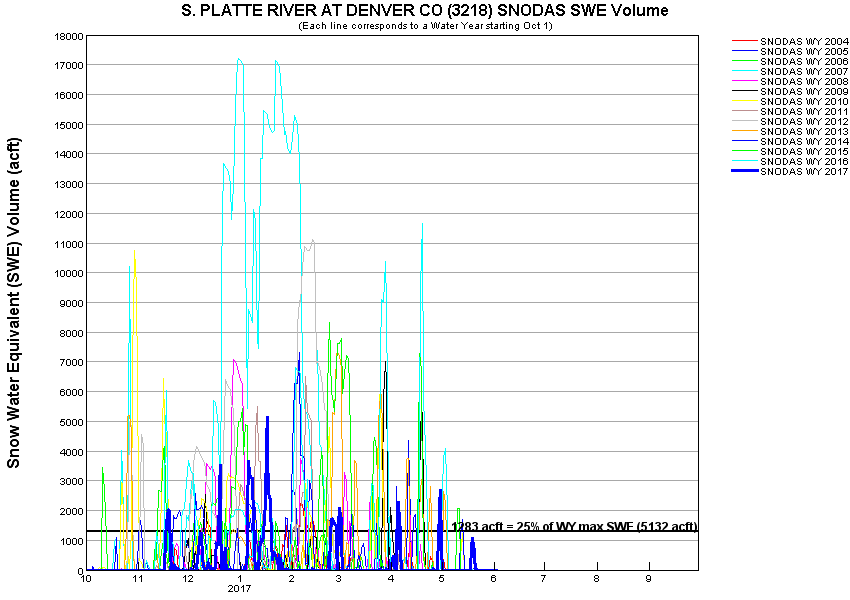 S. PLATTE RIVER AT DENVER CO (3218) SNODAS SWE Volume
(Each line corresponds to a Water Year starting Oct 1)
Snow Water Equivalent (SWE) Volume (acft)
18000
17000
16000
15000
14000
13000
12000
11000
10000
9000
8000
7000
6000
5000
4000
3000
2000
1000
0
1283 acft = 25% of WY max SWE (5132 acft)
10 11 12 1 2 3 4 5 6 7 8 9
2017
SNODAS WY 2004
SNODAS WY 2005
SNODAS WY 2006
SNODAS WY 2007
SNODAS WY 2008
SNODAS WY 2009
SNODAS WY 2010
SNODAS WY 2011
SNODAS WY 2012
SNODAS WY 2013
SNODAS WY 2014
SNODAS WY 2015
SNODAS WY 2016
SNODAS WY 2017